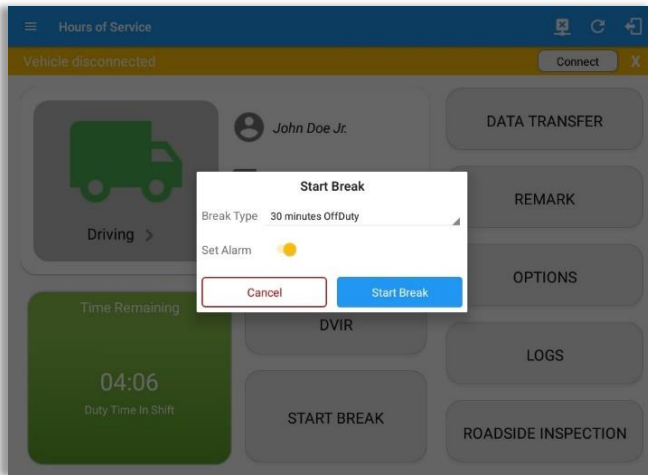 Hours of Service
Vehicle disconnected
Connect X
John Doe Jr.
DATA TRANSFER
Start Break
Break Type 30 minutes OffDuty
REMARK
Driving >
Set Alarm
OPTIONS
Cancel Start Break
Time Remaining
DVIR
LOGS
04:06
Duty Time In Shift
START BREAK
ROADSIDE INSPECTION